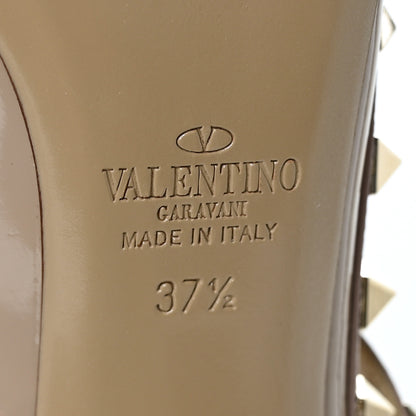 V
VALENTINO
GARAVANI
MADE IN ITALY
37½